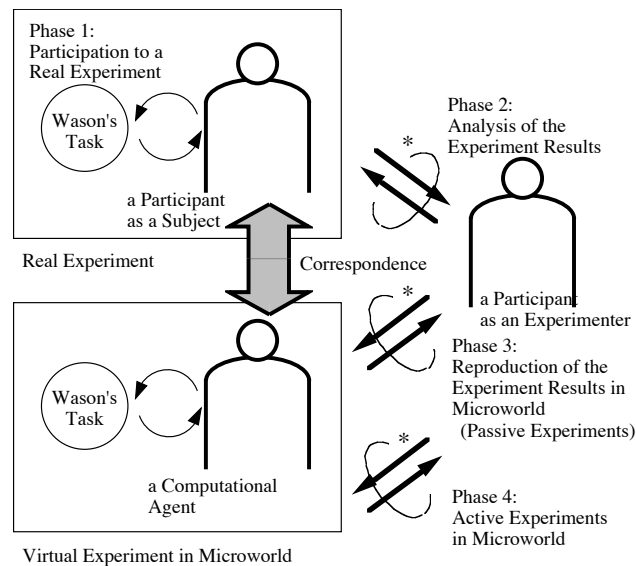 Phase 1:
Participation to a
Real Experiment
Wason's
Task
a Participant
as a Subject
Real Experiment
Phase 2:
Analysis of the
Experiment Results
*
Correspondence
a Participant
as an Experimenter
*
Phase 3:
Reproduction of the
Experiment Results in
Microworld
(Passive Experiments)
Wason's
Task
a Computational
Agent
*
Phase 4:
Active Experiments
in Microworld
Virtual Experiment in Microworld